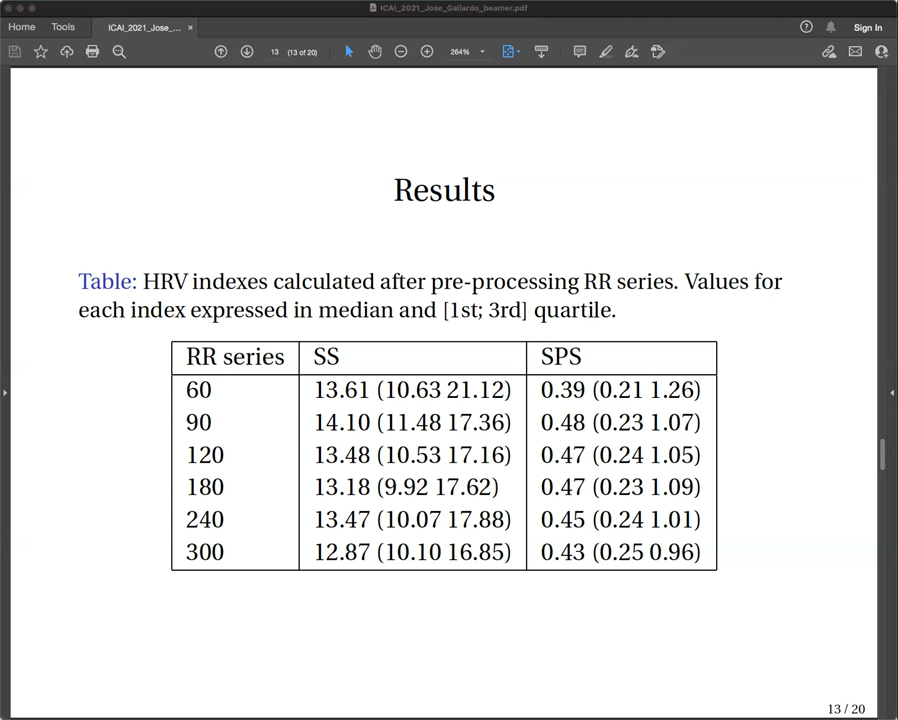 ICAI_2021_Jose_Gallardo_beamer.pdf
Home Tools ICAI_2021_Jose_... × ? Sign In
13 (13 of 20) 264%
Results
Table: HRV indexes calculated after pre-processing RR series. Values for
each index expressed in median and [1st; 3rd] quartile.
RR series SS SPS
60 13.61 (10.63 21.12) 0.39 (0.21 1.26)
90 14.10 (11.48 17.36) 0.48 (0.23 1.07)
120 13.48 (10.53 17.16) 0.47 (0.24 1.05)
180 13.18 (9.92 17.62) 0.47 (0.23 1.09)
240 13.47 (10.07 17.88) 0.45 (0.24 1.01)
300 12.87 (10.10 16.85) 0.43 (0.25 0.96)
13 / 20